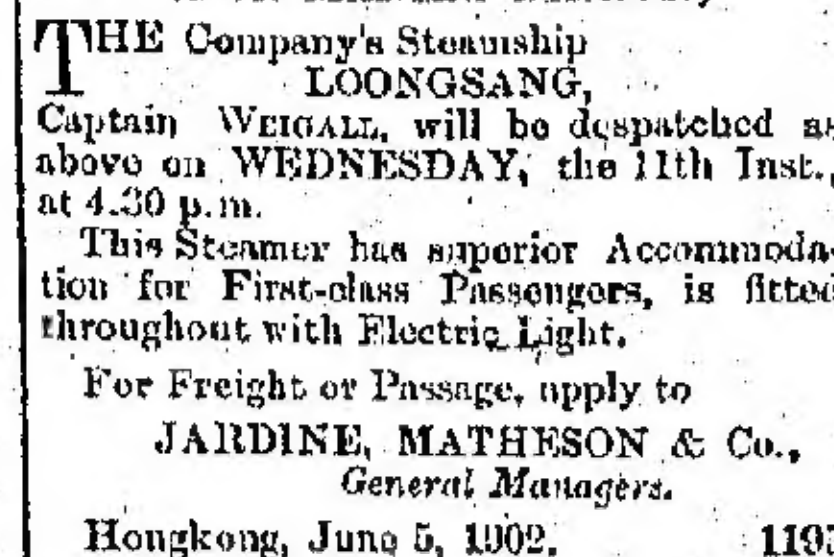 THE Company's Steamship
LOONGSANG,
Captain WEIGALL, will be despatched as
above on WEDNESDAY, the 11th Inst.,
at 4.30 p.m.
This Steamer has superior Accommoda-
tion for First-class Passengers, is fitted
throughout with Electric Light.
For Freight or Passage, apply to
JARDINE, MATHESON & Co.,
General Managers.
Hongkong, June 5, 1902.